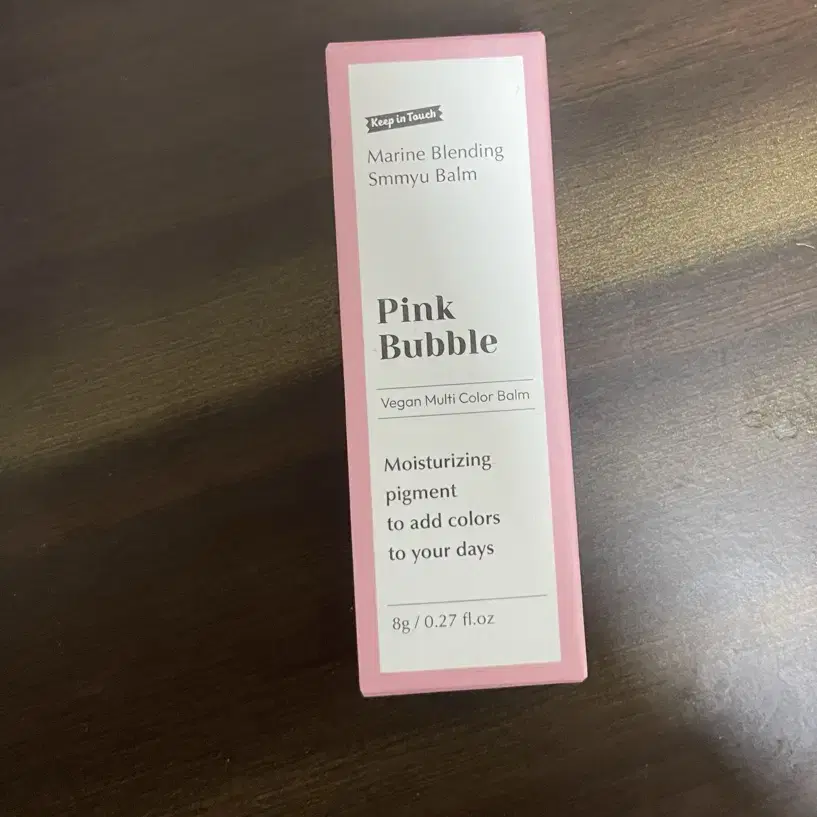 Keep in Touch
Marine Blending
Smmyu Balm
Pink
Bubble
Vegan Multi Color Balm
Moisturizing
pigment
to add colors
to your days
8g / 0.27 fl.oz